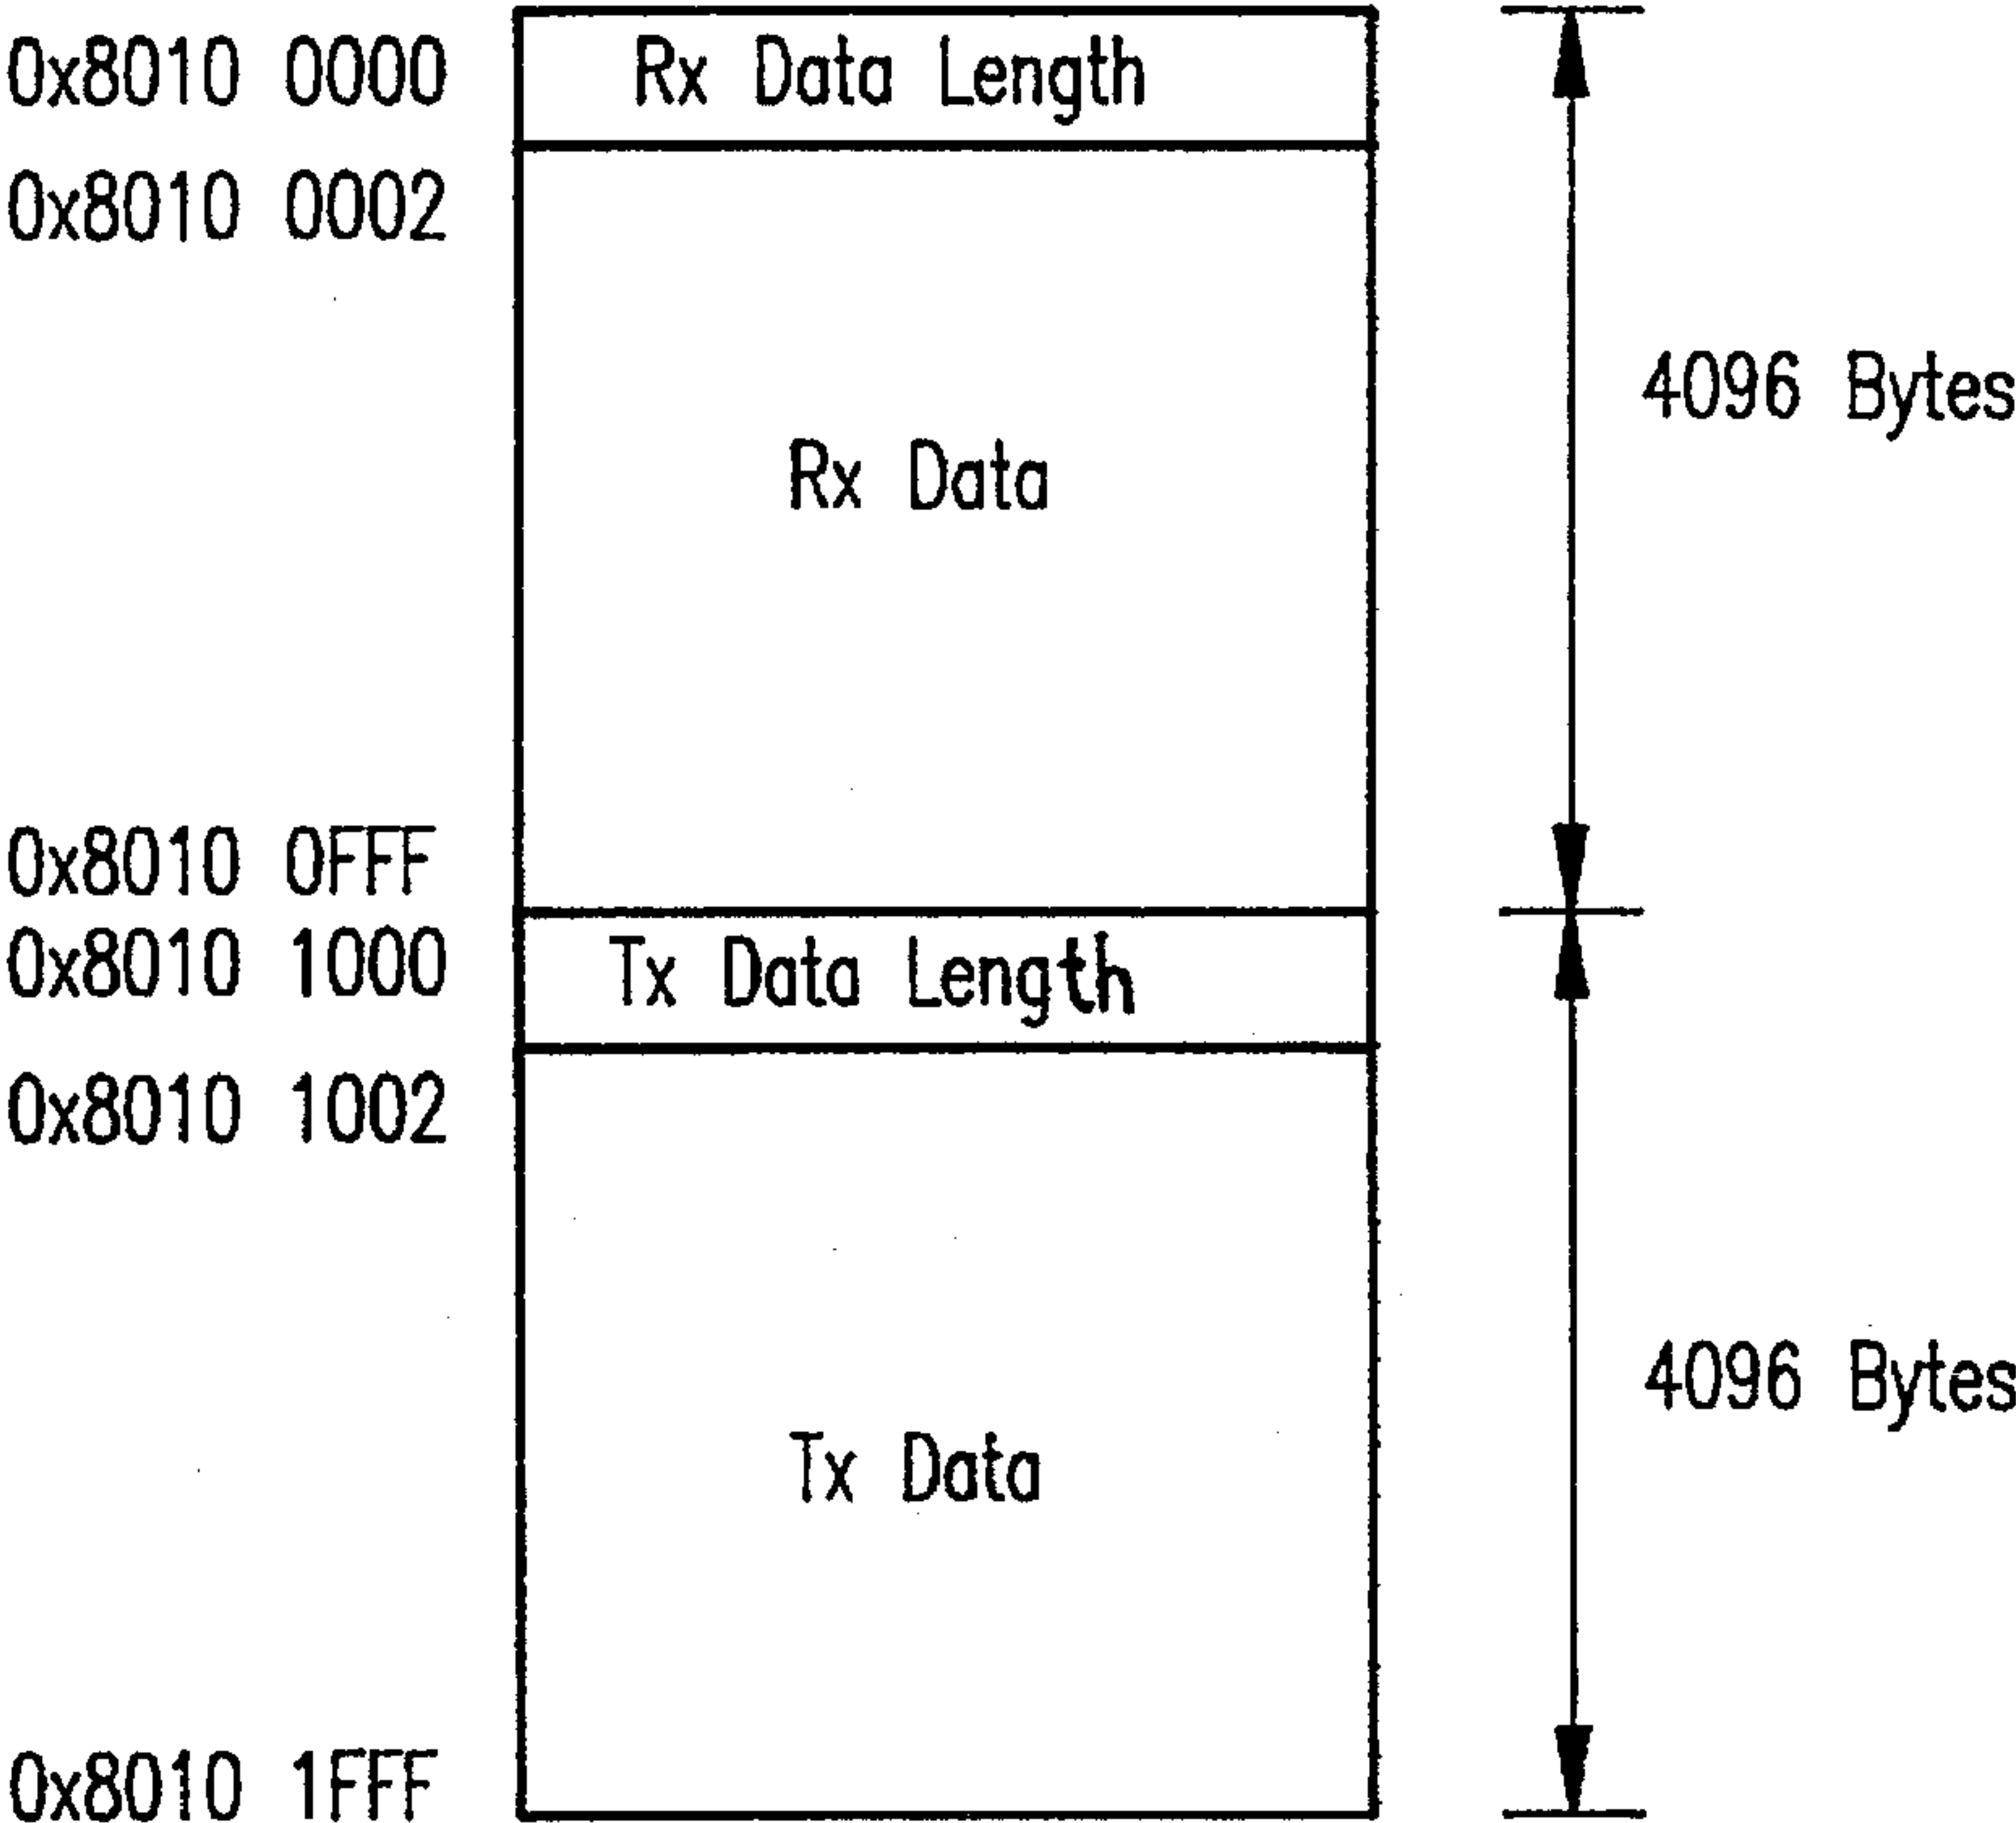 0x8010 0000 Rx Data Length
0x8010 0002
4096 Bytes
Rx Data
0x8010 0FFF
0x8010 1000 Tx Data Length
0x8010 1002
4096 Bytes
Tx Data
0x8010 1FFF